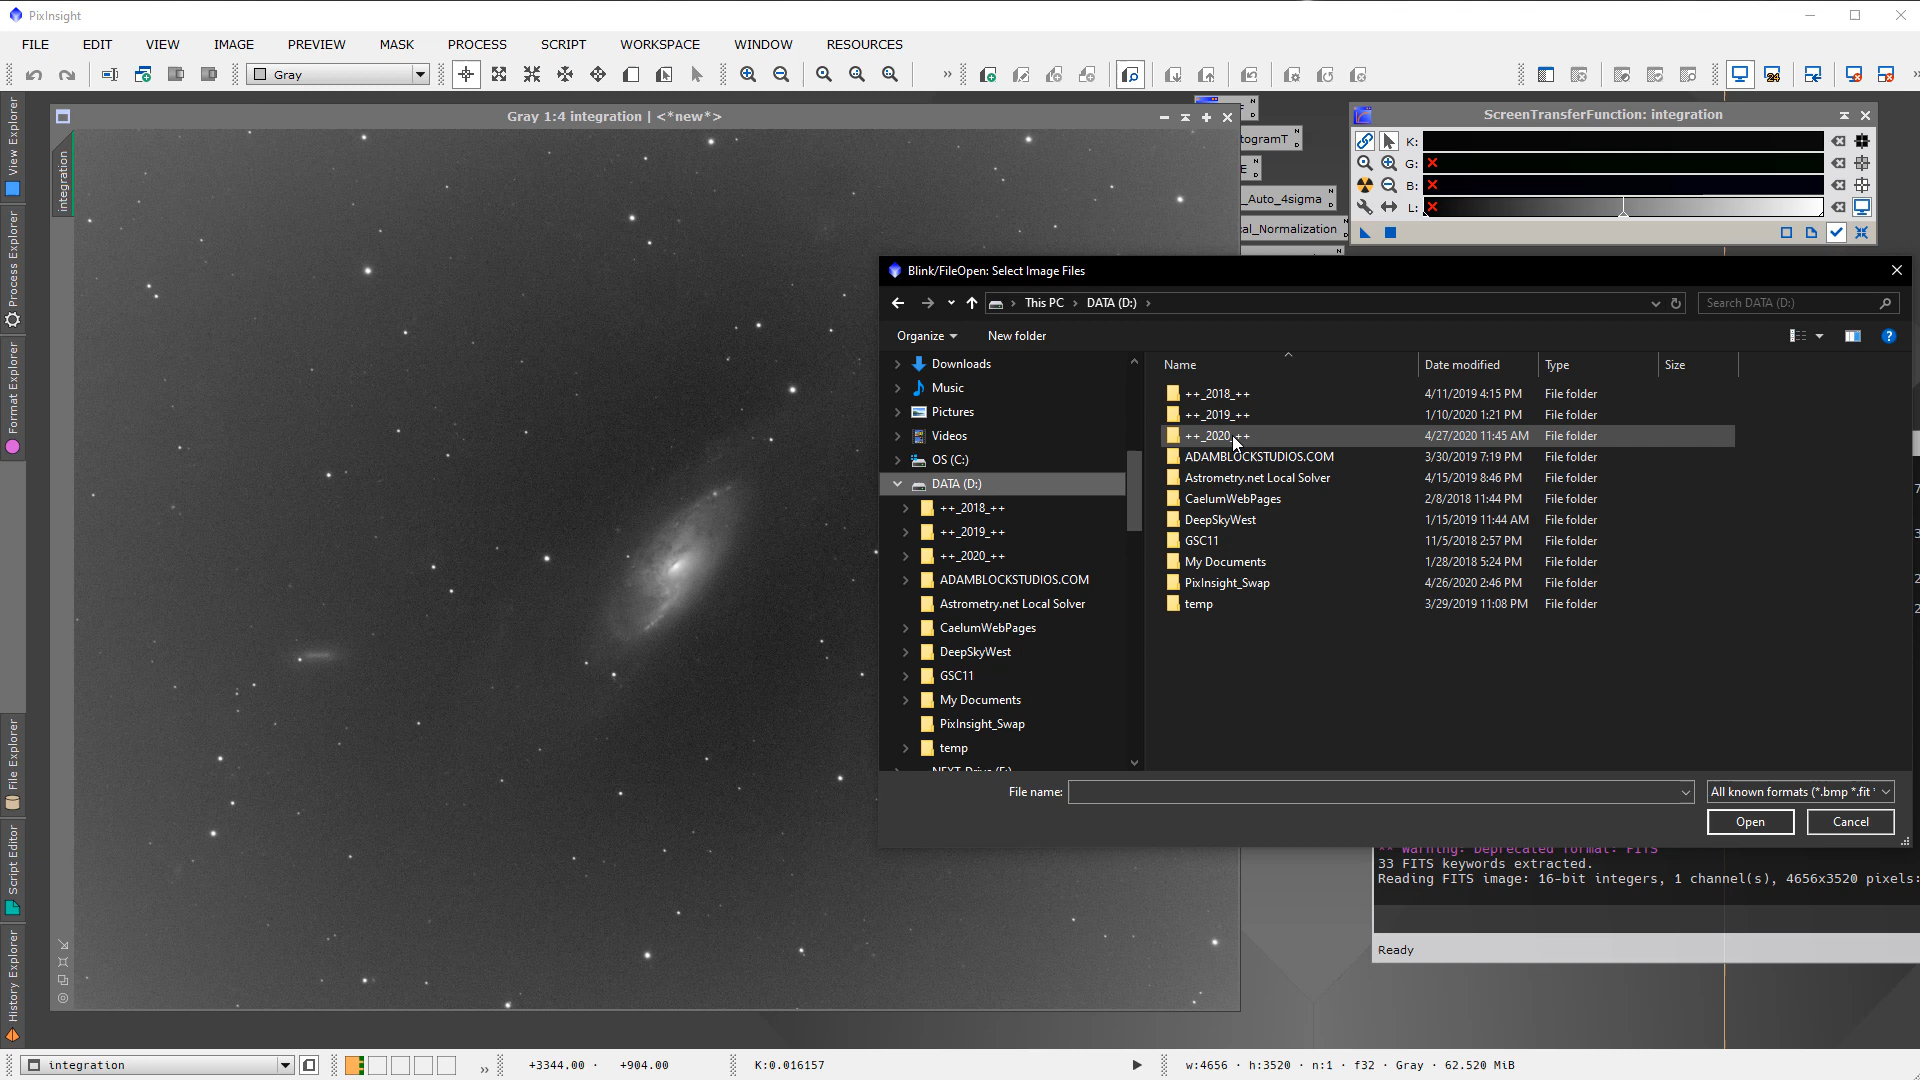 PixInsight
FILE EDIT VIEW IMAGE PREVIEW MASK PROCESS SCRIPT WORKSPACE WINDOW RESOURCES
Gray
24
View Explorer
Process Explorer
Format Explorer
File Explorer
Script Editor
History Explorer
Gray 1:4 integration | <*new*>
integration
togramT
E
_Auto_4sigma
cal_Normalization
ScreenTransferFunction: integration
K:
G:
B:
L:
Blink/FileOpen: Select Image Files
This PC > DATA (D:) >
Search DATA (D:)
Organize
New folder
Downloads
Music
Pictures
Videos
OS (C:)
DATA (D:)
++_2018_++
++_2019_++
++_2020_++
ADAMBLOCKSTUDIOS.COM
Astrometry.net Local Solver
CaelumWebPages
DeepSkyWest
GSC11
My Documents
PixInsight_Swap
temp
Name Date modified Type Size
++_2018_++ 4/11/2019 4:15 PM File folder
++_2019_++ 1/10/2020 1:21 PM File folder
++_2020_++ 4/27/2020 11:45 AM File folder
ADAMBLOCKSTUDIOS.COM 3/30/2019 7:19 PM File folder
Astrometry.net Local Solver 4/15/2019 8:46 PM File folder
CaelumWebPages 2/8/2018 11:44 PM File folder
DeepSkyWest 1/15/2019 11:44 AM File folder
GSC11 11/5/2018 2:57 PM File folder
My Documents 1/28/2018 5:24 PM File folder
PixInsight_Swap 4/26/2020 2:46 PM File folder
temp 3/29/2019 11:08 PM File folder
File name:
All known formats (*.bmp *.fit
Open
Cancel
** Warning: Deprecated format: FITS
33 FITS keywords extracted.
Reading FITS image: 16-bit integers, 1 channel(s), 4656x3520 pixels:
Ready
integration
+3344.00 · +904.00
K:0.016157
w:4656 · h:3520 · n:1 · f32 · Gray · 62.520 MiB